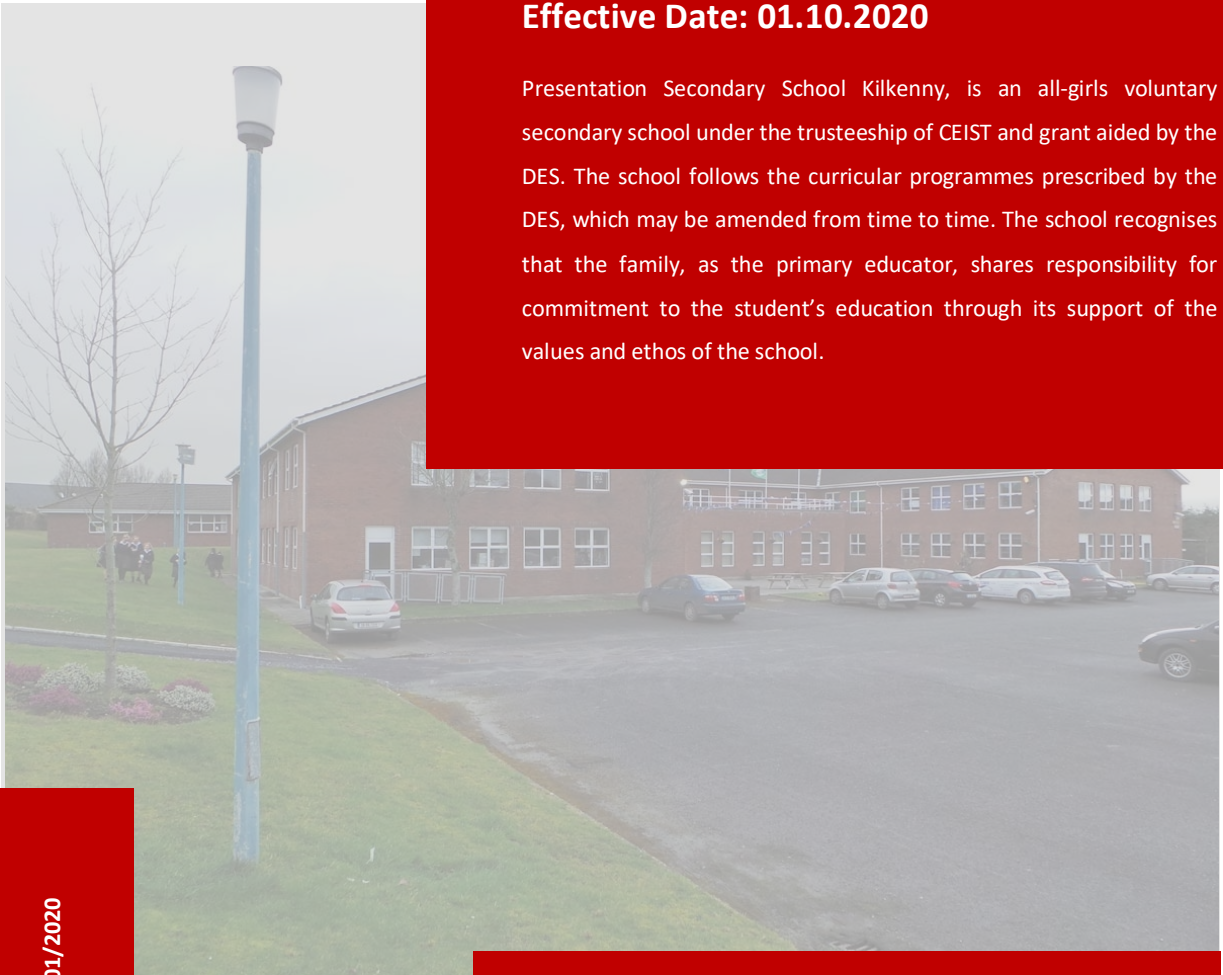 Effective Date: 01.10.2020
Presentation Secondary School Kilkenny, is an all-girls voluntary
secondary school under the trusteeship of CEIST and grant aided by the
DES. The school follows the curricular programmes prescribed by the
DES, which may be amended from time to time. The school recognises
that the family, as the primary educator, shares responsibility for
commitment to the student’s education through its support of the
values and ethos of the school.
01/2020